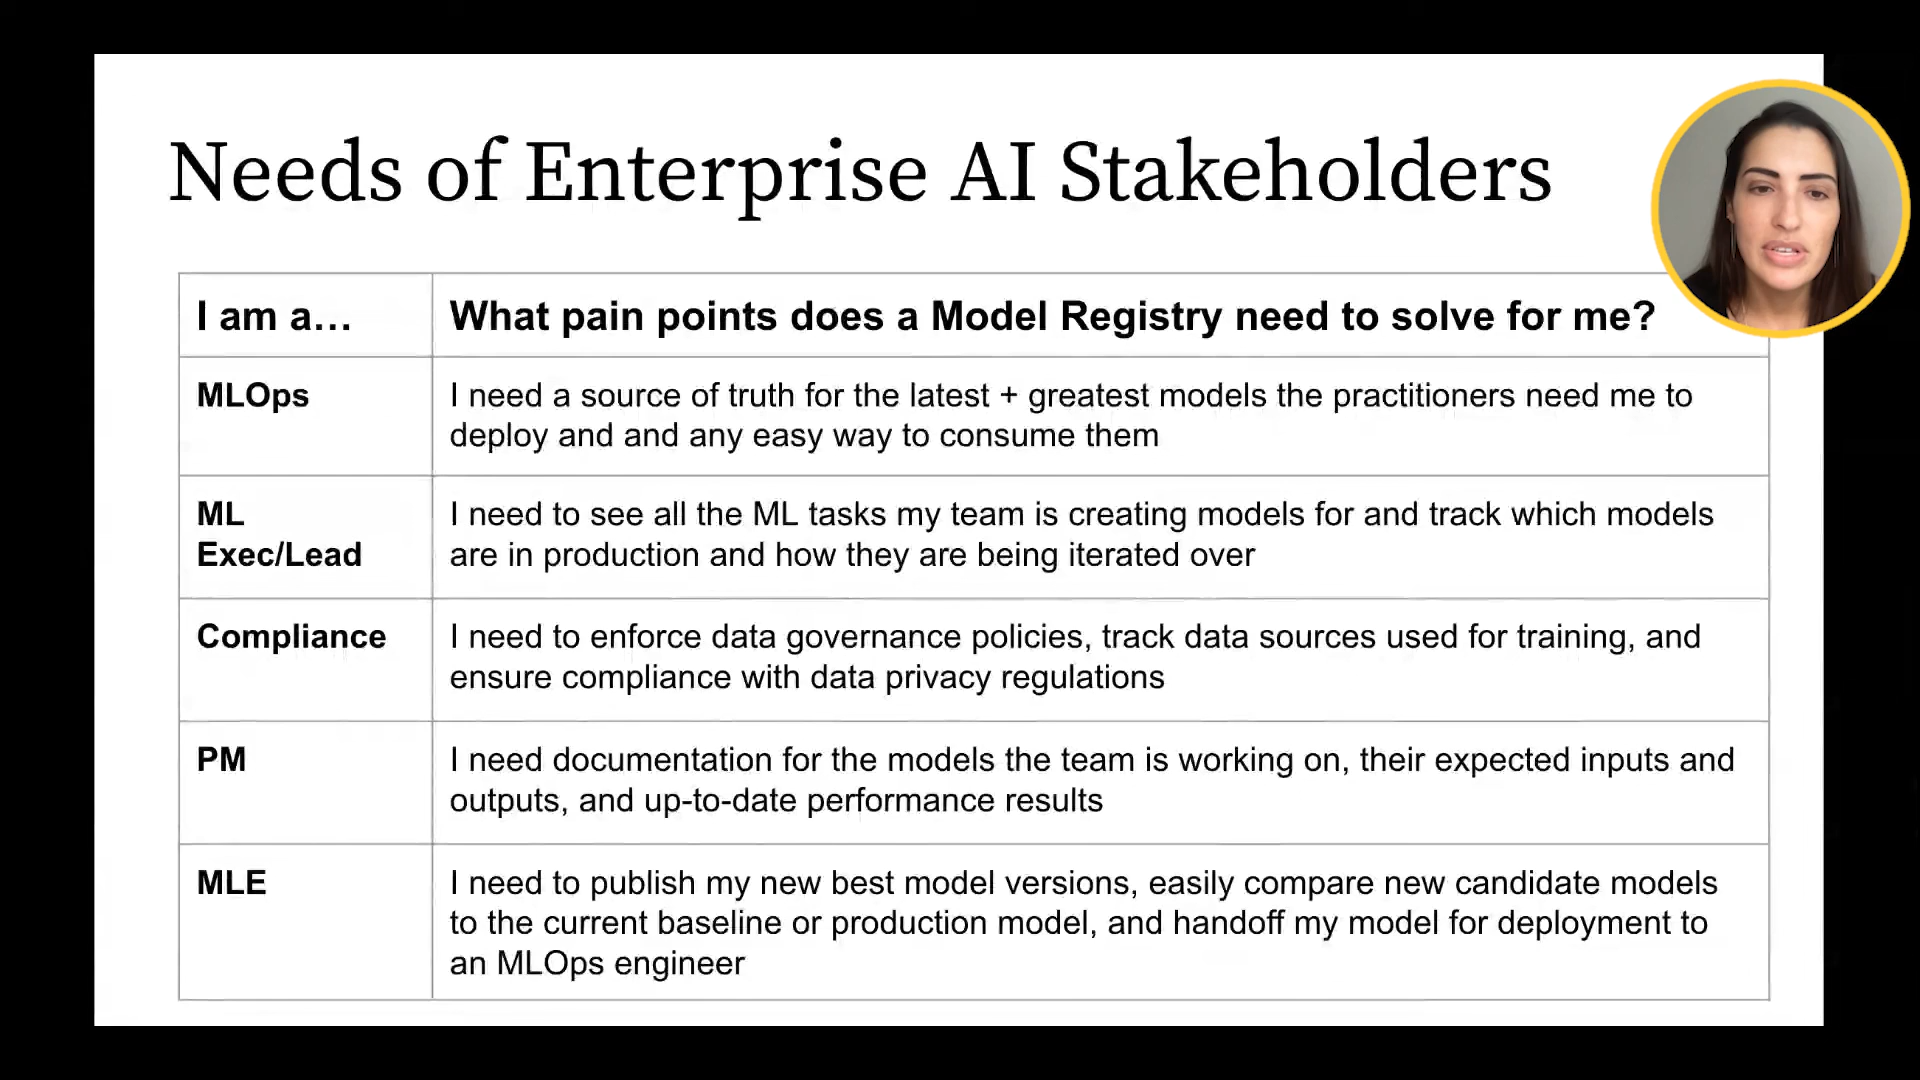 Needs of Enterprise AI Stakeholders
I am a…
What pain points does a Model Registry need to solve for me?
MLOps
I need a source of truth for the latest + greatest models the practitioners need me to
deploy and and any easy way to consume them
ML
Exec/Lead
I need to see all the ML tasks my team is creating models for and track which models
are in production and how they are being iterated over
Compliance
I need to enforce data governance policies, track data sources used for training, and
ensure compliance with data privacy regulations
PM
I need documentation for the models the team is working on, their expected inputs and
outputs, and up-to-date performance results
MLE
I need to publish my new best model versions, easily compare new candidate models
to the current baseline or production model, and handoff my model for deployment to
an MLOps engineer